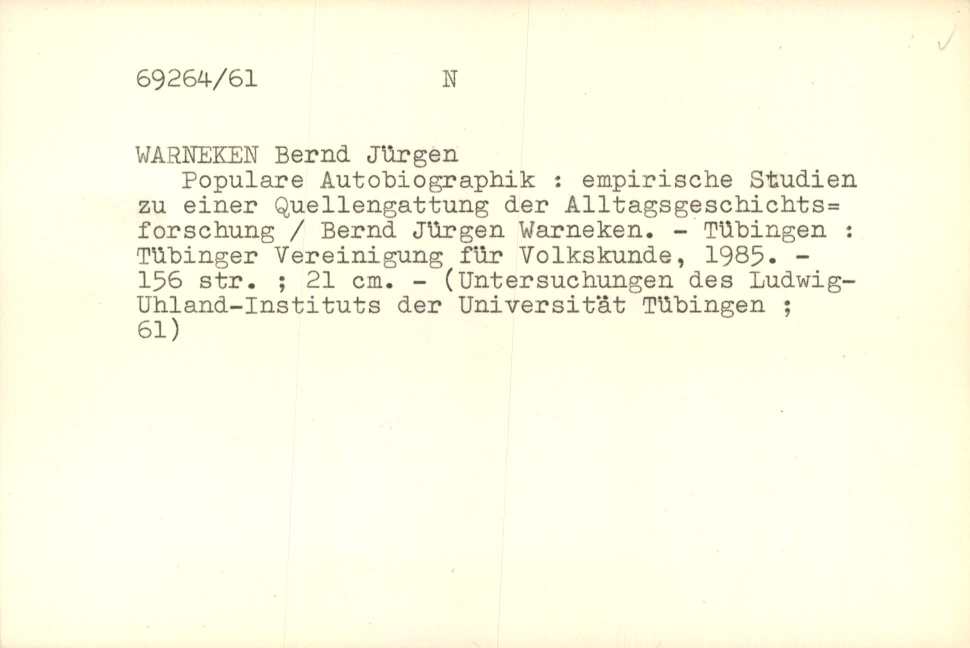 69264/61 N
WARNEKEN Bernd Jürgen
Populare Autobiographik : empirische Studien
zu einer Quellengattung der Alltagsgeschichts=
forschung / Bernd Jürgen Warneken. - Tübingen :
Tübinger Vereinigung für Volkskunde, 1985. -
156 str. ; 21 cm. - (Untersuchungen des Ludwig-
Uhland-Instituts der Universität Tübingen ;
61)